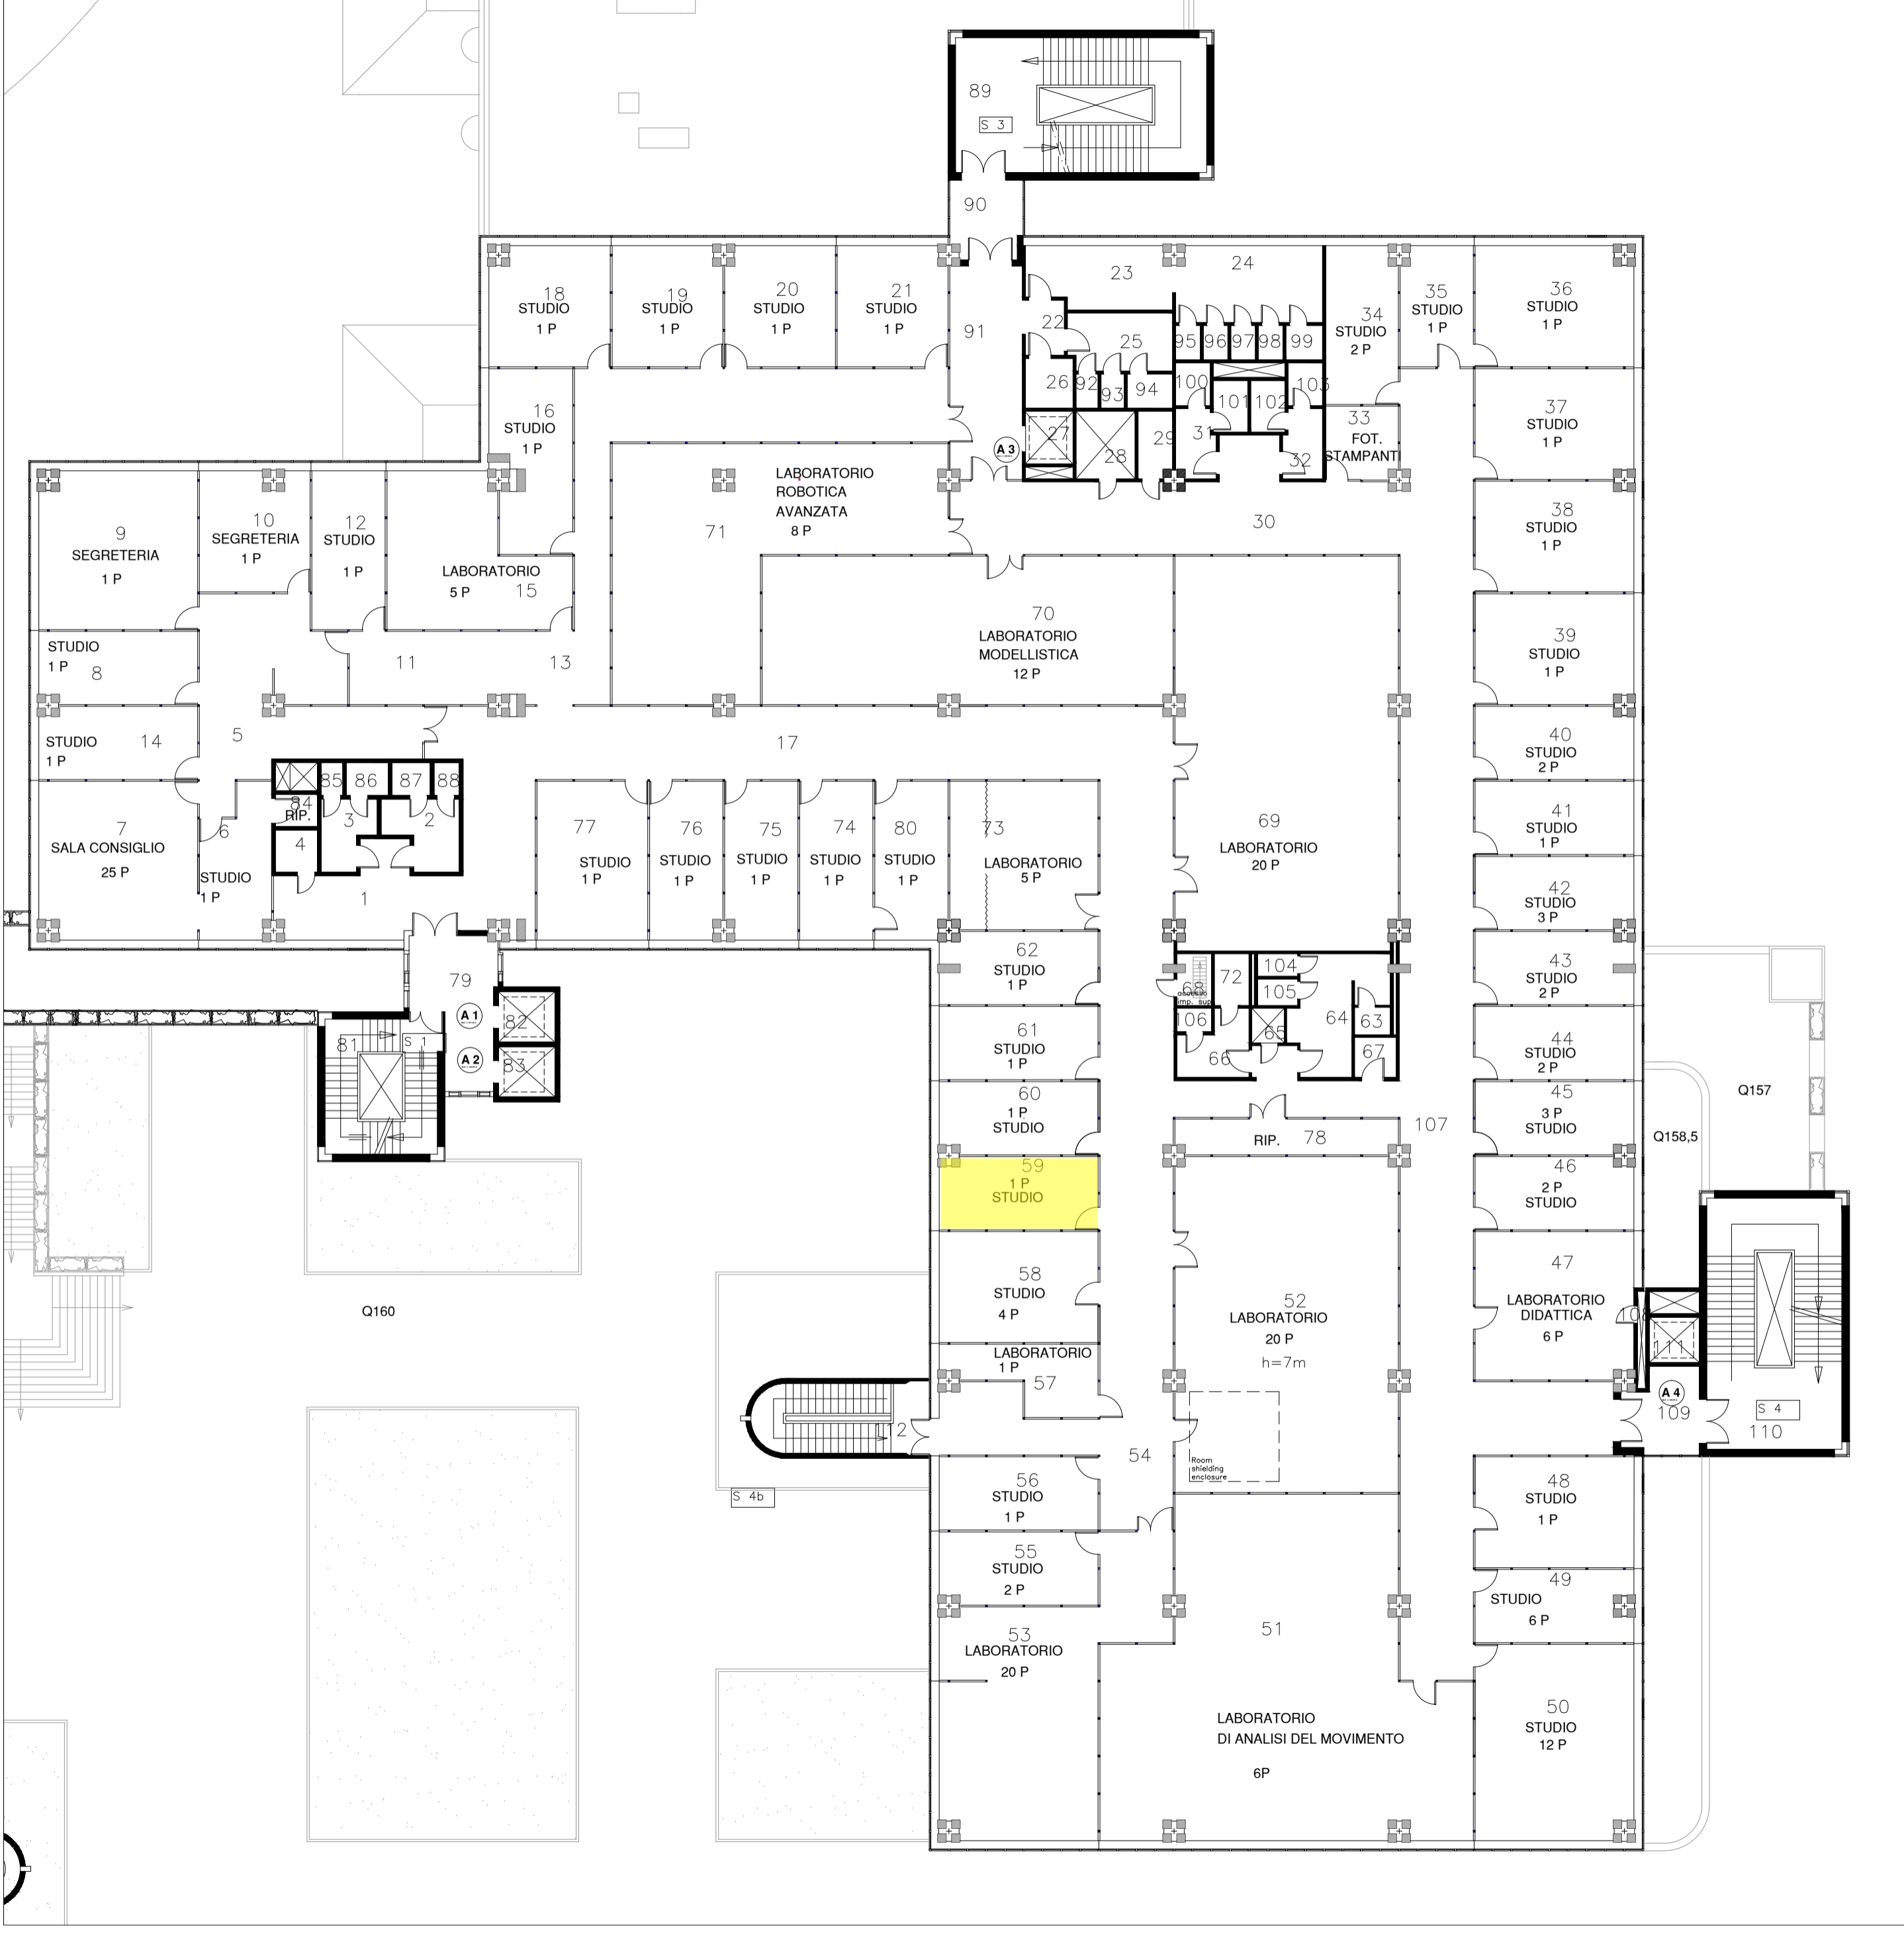 89
S 3
90
18
STUDIO
1 P
19
STUDIO
1 P
20
STUDIO
1 P
21
STUDIO
1 P
91
23
24
22
25
26
92
93
94
95
96
97
98
99
100
101
102
103
27
28
29
31
32
A 3
34
STUDIO
2 P
33
FOT.
STAMPANTI
35
STUDIO
1 P
36
STUDIO
1 P
37
STUDIO
1 P
38
STUDIO
1 P
39
STUDIO
1 P
40
STUDIO
2 P
41
STUDIO
1 P
42
STUDIO
3 P
43
STUDIO
2 P
44
STUDIO
2 P
45
3 P
STUDIO
46
2 P
STUDIO
47
LABORATORIO
DIDATTICA
6 P
30
16
STUDIO
1 P
9
SEGRETERIA
1 P
10
SEGRETERIA
1 P
12
STUDIO
1 P
LABORATORIO
5 P
15
71
LABORATORIO
ROBOTICA
AVANZATA
8 P
70
LABORATORIO
MODELLISTICA
12 P
STUDIO
1 P
8
11
13
STUDIO
1 P
14
5
17
7
SALA CONSIGLIO
25 P
6
STUDIO
1 P
84
RIP.
4
85
86
87
88
3
2
1
77
STUDIO
1 P
76
STUDIO
1 P
75
STUDIO
1 P
74
STUDIO
1 P
80
STUDIO
1 P
73
LABORATORIO
5 P
69
LABORATORIO
20 P
79
A 1
A 2
82
83
81
S 1
62
STUDIO
1 P
61
STUDIO
1 P
60
1 P
STUDIO
59
1 P
STUDIO
58
STUDIO
4 P
LABORATORIO
1 P
57
68
72
104
105
106
65
64
63
66
67
RIP.
78
107
52
LABORATORIO
20 P
h=7m
Room
shielding
enclosure
Q157
Q158,5
Q160
111
A 4
109
S 4
110
S 4b
54
56
STUDIO
1 P
55
STUDIO
2 P
53
LABORATORIO
20 P
51
LABORATORIO
DI ANALISI DEL MOVIMENTO
6P
48
STUDIO
1 P
49
STUDIO
6 P
50
STUDIO
12 P